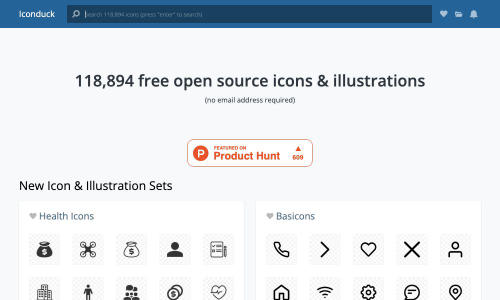 Iconduck
Search 118,894 icons (press "enter" to search)
118,894 free open source icons & illustrations
(no email address required)
P
FEATURED ON
Product Hunt
▲
609
New Icon & Illustration Sets
Health Icons
Basicons